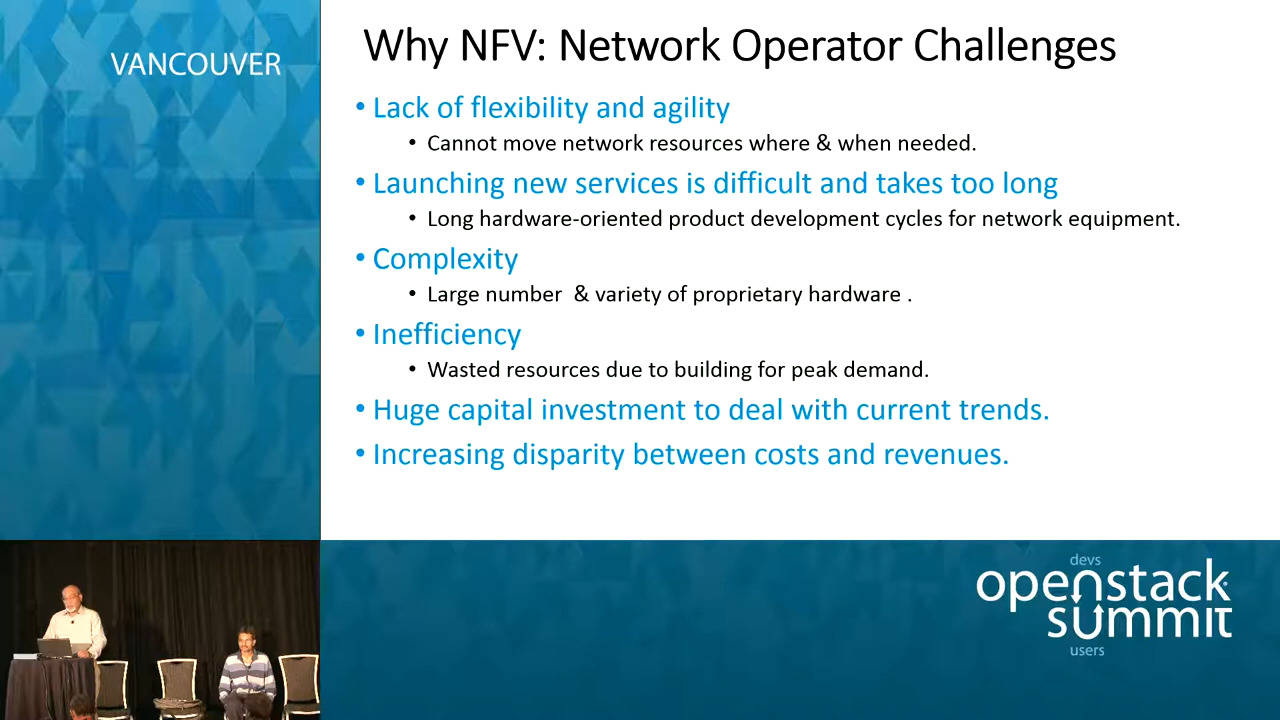 VANCOUVER
Why NFV: Network Operator Challenges
• Lack of flexibility and agility
• Cannot move network resources where & when needed.
• Launching new services is difficult and takes too long
• Long hardware-oriented product development cycles for network equipment.
• Complexity
• Large number  & variety of proprietary hardware .
• Inefficiency
• Wasted resources due to building for peak demand.
• Huge capital investment to deal with current trends.
• Increasing disparity between costs and revenues.
devs
openstack
summit
users